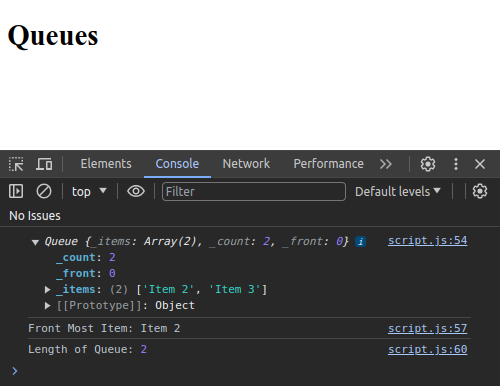 Queues
Elements Console Network Performance
top Filter Default levels
No Issues
Queue {_items: Array(2), _count: 2, _front: 0} i script.js:54
_count: 2
_front: 0
_items: (2) ['Item 2', 'Item 3']
[[Prototype]]: Object
Front Most Item: Item 2 script.js:57
Length of Queue: 2 script.js:60